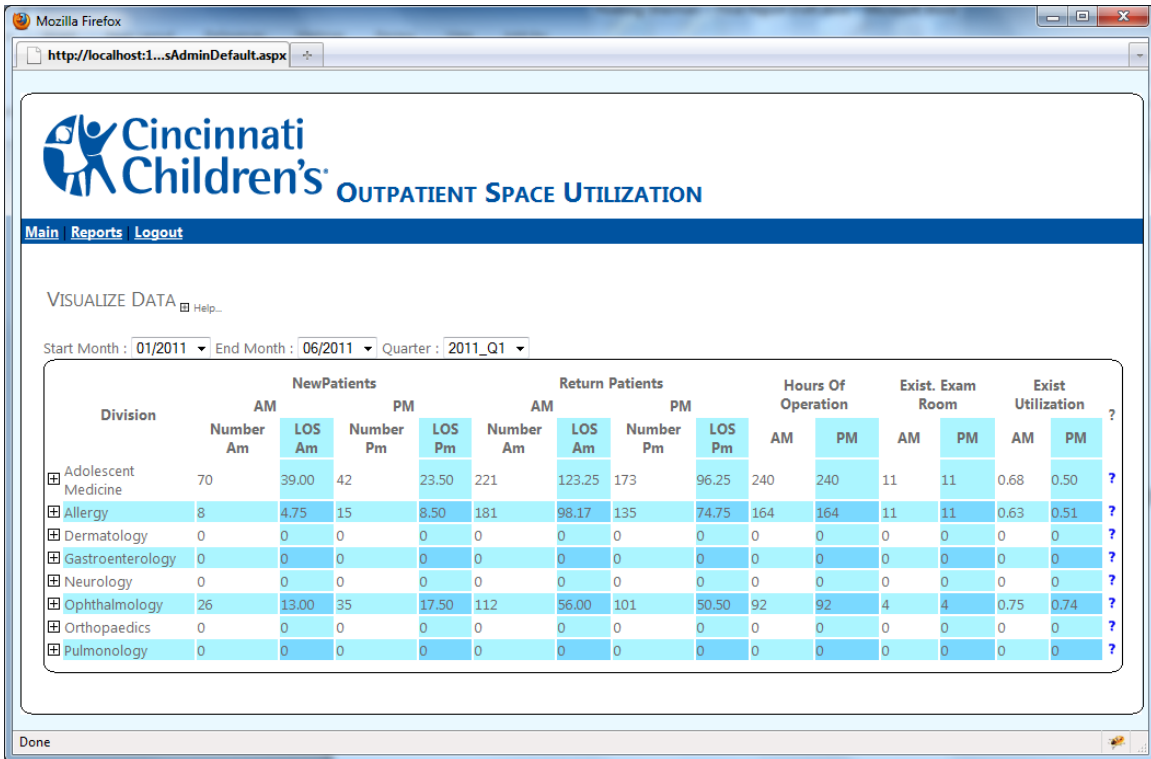 Mozilla Firefox
http://localhost:1...sAdminDefault.aspx
Cincinnati
Children's OUTPATIENT SPACE UTILIZATION
Main | Reports | Logout
VISUALIZE DATA Help...
Start Month : 01/2011 End Month : 06/2011 Quarter : 2011_Q1
Division NewPatients Return Patients Hours Of Operation Exist. Exam Room Exist Utilization ?
AM PM AM PM
Number Am LOS Am Number Pm LOS Pm Number Am LOS Am Number Pm LOS Pm AM PM AM PM AM PM
Adolescent Medicine 70 39.00 42 23.50 221 123.25 173 96.25 240 240 11 11 0.68 0.50 ?
Allergy 8 4.75 15 8.50 181 98.17 135 74.75 164 164 11 11 0.63 0.51 ?
Dermatology 0 0 0 0 0 0 0 0 0 0 0 0 0 0 ?
Gastroenterology 0 0 0 0 0 0 0 0 0 0 0 0 0 0 ?
Neurology 0 0 0 0 0 0 0 0 0 0 0 0 0 0 ?
Ophthalmology 26 13.00 35 17.50 112 56.00 101 50.50 92 92 4 4 0.75 0.74 ?
Orthopaedics 0 0 0 0 0 0 0 0 0 0 0 0 0 0 ?
Pulmonology 0 0 0 0 0 0 0 0 0 0 0 0 0 0 ?
Done